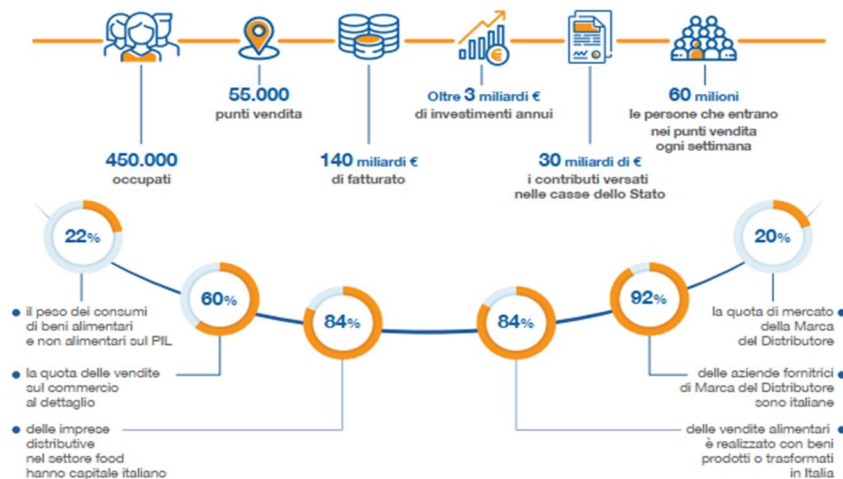 55.000
punti vendita
Oltre 3 miliardi €
di investimenti annui
60 milioni
le persone che entrano
nei punti vendita
ogni settimana
450.000
occupati
140 miliardi €
di fatturato
30 miliardi di €
i contributi versati
nelle casse dello Stato
22%
il peso dei consumi
di beni alimentari
e non alimentari sul PIL
60%
la quota delle vendite
sul commercio
al dettaglio
84%
delle imprese
distributive
nel settore food
hanno capitale italiano
84%
delle vendite alimentari
è realizzato con beni
prodotti o trasformati
in Italia
92%
delle aziende fornitrici
di Marca del Distributore
sono italiane
20%
la quota di mercato
della Marca
del Distributore